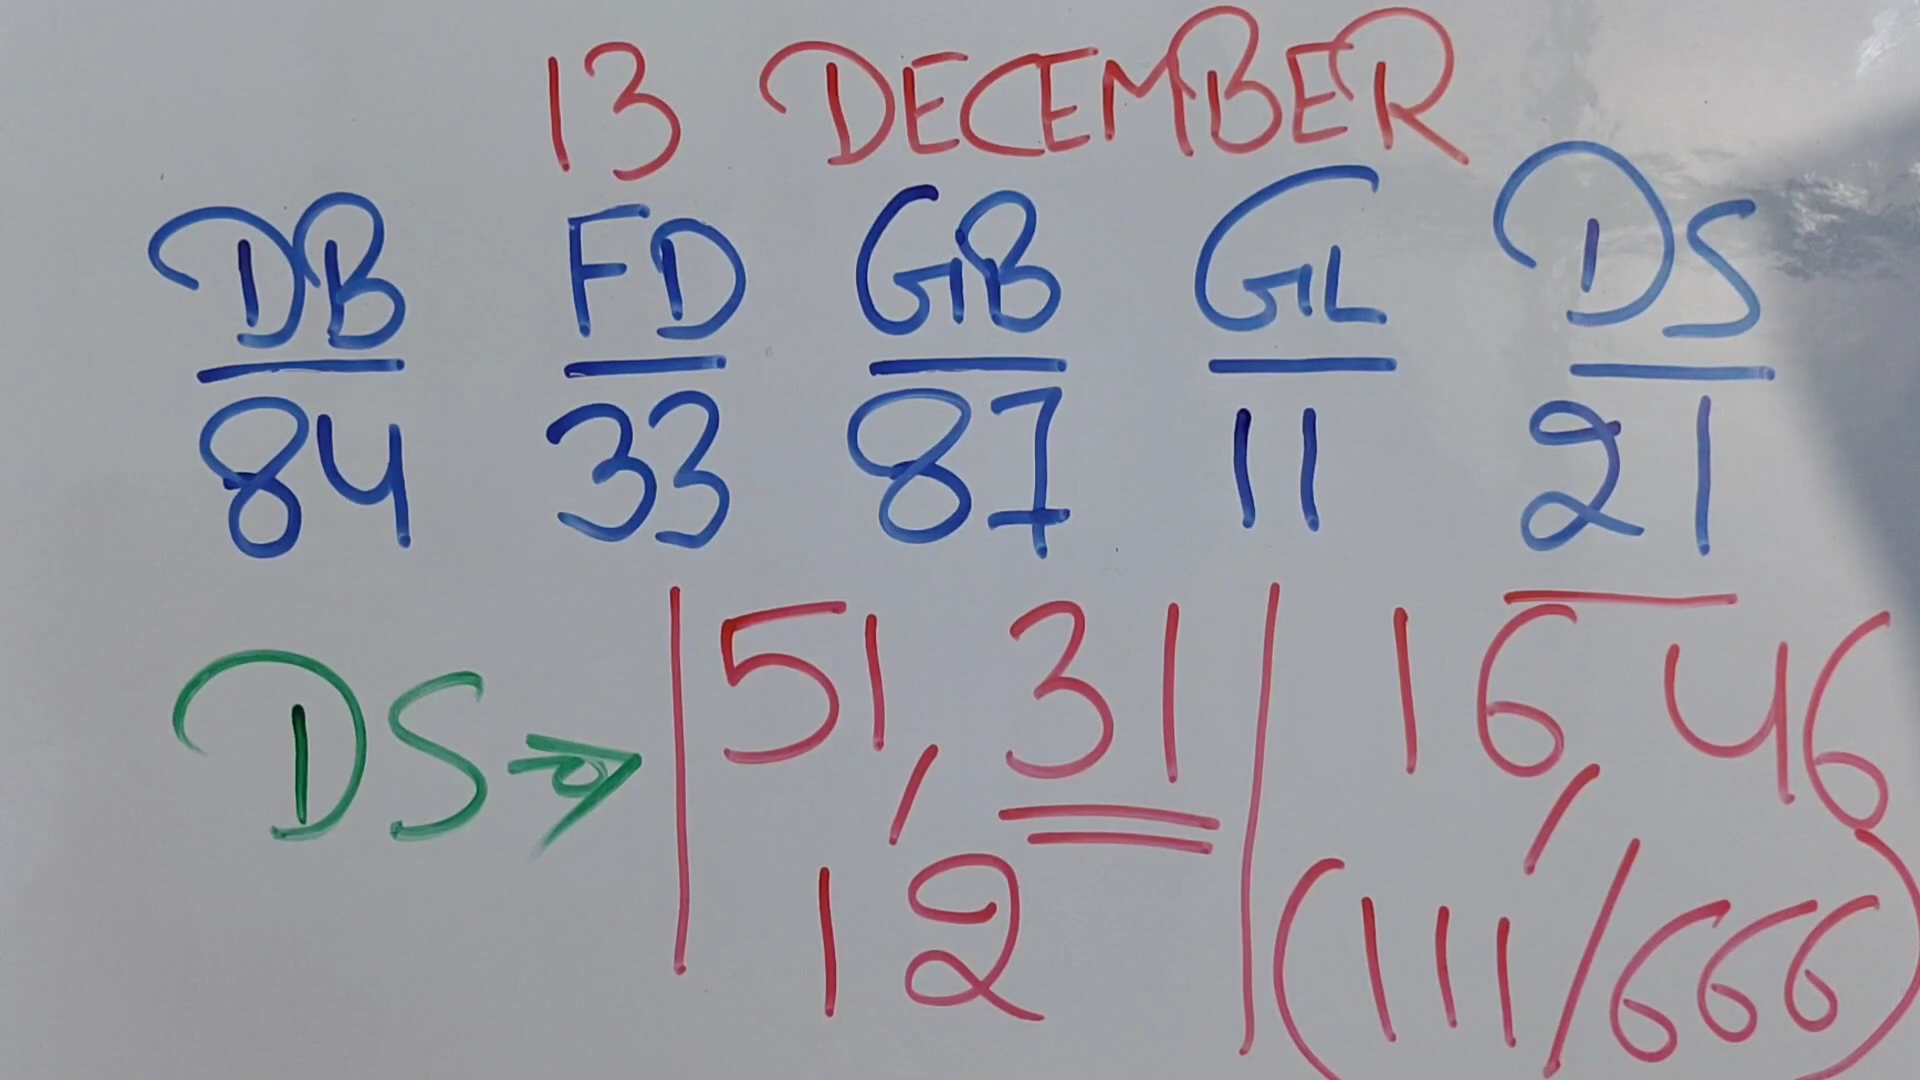 13 DECEMBER
DB FD GB GL DS
84 33 87 11 21
DS → | 51, 31 | 16, 46
12 (111/666)